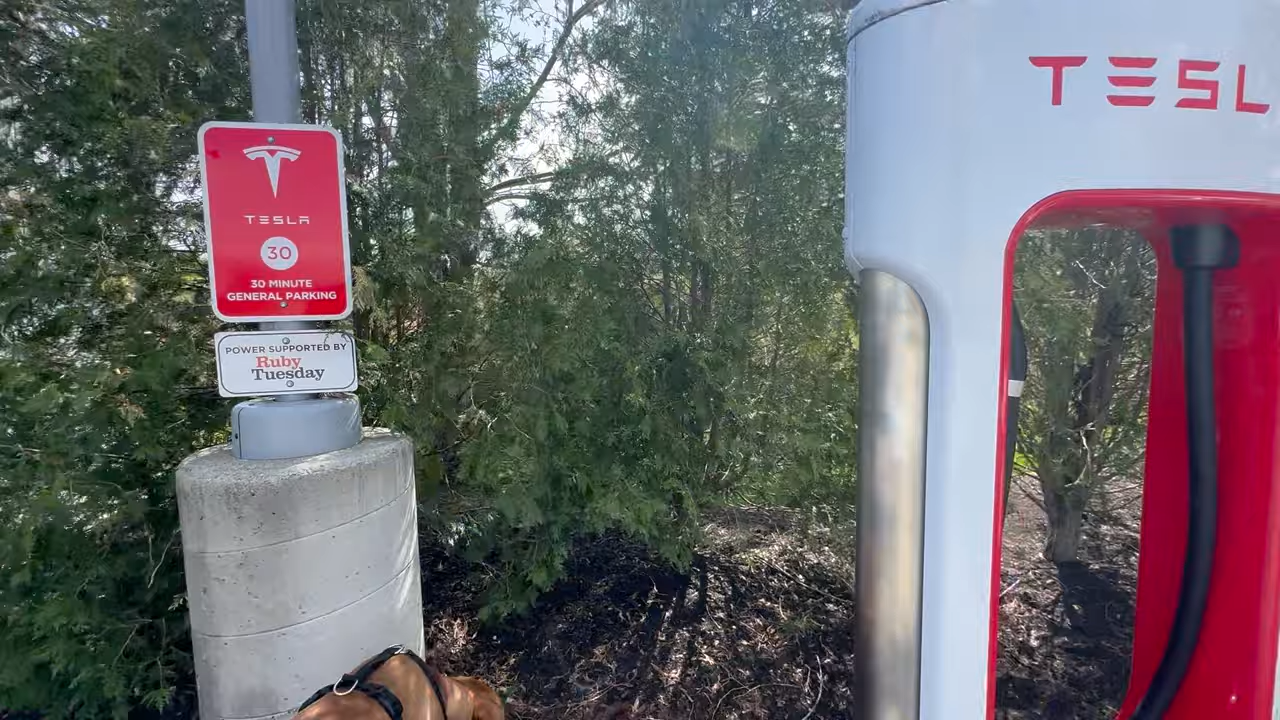 TESLA
30
30 MINUTE
GENERAL PARKING
POWER SUPPORTED BY
Ruby
Tuesday
TESL